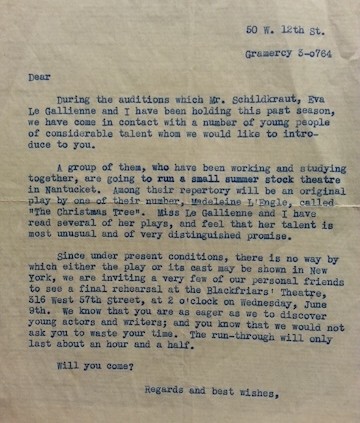 50 W. 12th St.
Gramercy 3-0764
Dear
During the auditions which Mr. Schildkraut, Eva
Le Gallienne and I have been holding this past season,
we have come in contact with a number of young people
of considerable talent whom we would like to intro-
duce to you.
A group of them, who have been working and studying
together, are going to run a small summer stock theatre
in Nantucket. Among their repertory will be an original
play by one of their number, Madeleine L'Engle, called
"The Christmas Tree". Miss Le Gallienne and I have
read several of her plays, and feel that her talent is
most unusual and of very distinguished promise.
Since under present conditions, there is no way by
which either the play or its cast may be shown in New
York, we are inviting a very few of our personal friends
to see a final rehearsal at the Blackfriars' Theatre,
316 West 57th Street, at 2 o'clock on Wednesday, June
9th. We know that you are as eager as we to discover
young actors and writers; and you know that we would not
ask you to waste your time. The run-through will only
last about an hour and a half.
Will you come?
Regards and best wishes,